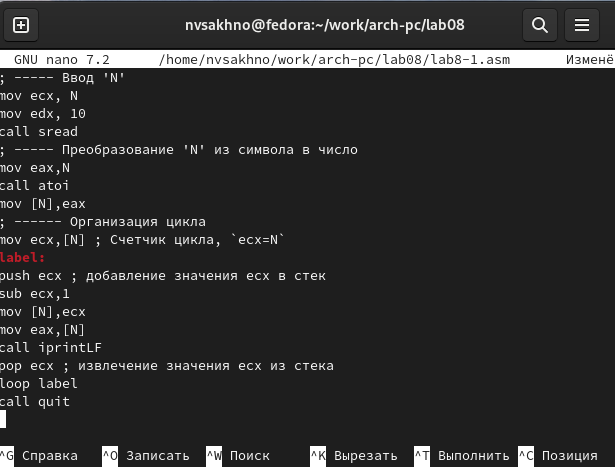 nvsakhno@fedora:~/work/arch-pc/lab08
GNU nano 7.2 /home/nvsakhno/work/arch-pc/lab08/lab8-1.asm Изменё
; ----- Ввод 'N'
mov ecx, N
mov edx, 10
call sread
; ----- Преобразование 'N' из символа в число
mov eax,N
call atoi
mov [N],eax
; ------ Организация цикла
mov ecx,[N] ; Счетчик цикла, `ecx=N`
label:
push ecx ; добавление значения ecx в стек
sub ecx,1
mov [N],ecx
mov eax,[N]
call iprintLF
pop ecx ; извлечение значения ecx из стека
loop label
call quit
^G Справка ^O Записать ^W Поиск ^K Вырезать ^T Выполнить ^C Позиция